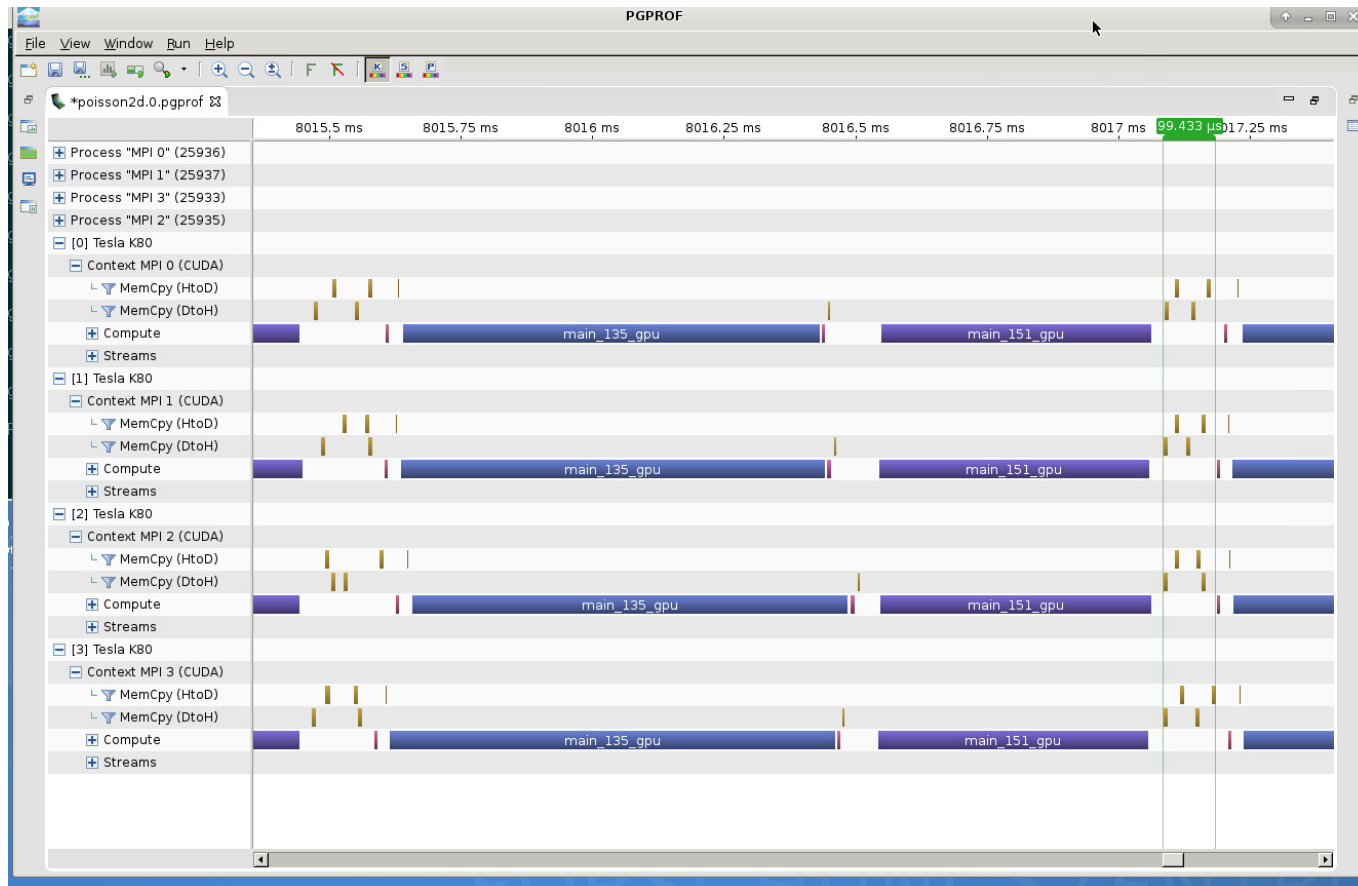 PGPROF
File View Window Run Help
*poisson2d.0.pgprof
8015.5 ms 8015.75 ms 8016 ms 8016.25 ms 8016.5 ms 8016.75 ms 8017 ms 99.433 µs 017.25 ms
Process "MPI 0" (25936)
Process "MPI 1" (25937)
Process "MPI 3" (25933)
Process "MPI 2" (25935)
[0] Tesla K80
Context MPI 0 (CUDA)
MemCpy (HtoD)
MemCpy (DtoH)
Compute main_135_gpu main_151_gpu
Streams
[1] Tesla K80
Context MPI 1 (CUDA)
MemCpy (HtoD)
MemCpy (DtoH)
Compute main_135_gpu main_151_gpu
Streams
[2] Tesla K80
Context MPI 2 (CUDA)
MemCpy (HtoD)
MemCpy (DtoH)
Compute main_135_gpu main_151_gpu
Streams
[3] Tesla K80
Context MPI 3 (CUDA)
MemCpy (HtoD)
MemCpy (DtoH)
Compute main_135_gpu main_151_gpu
Streams